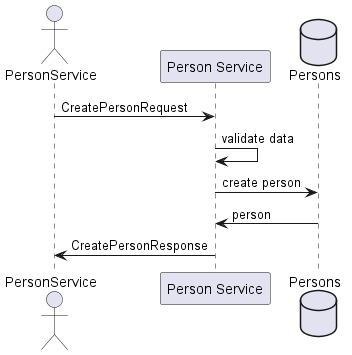 PersonService
Person Service
Persons
CreatePersonRequest
validate data
create person
person
CreatePersonResponse
PersonService
Person Service
Persons